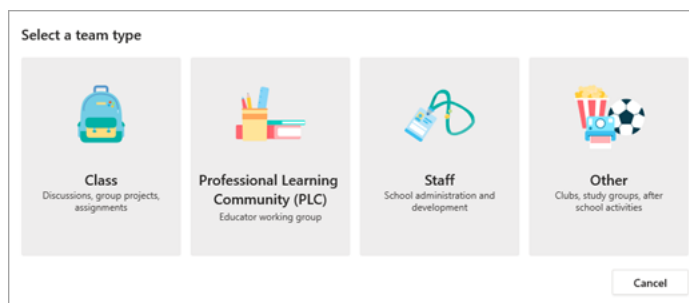 Select a team type
Class
Discussions, group projects,
assignments
Professional Learning
Community (PLC)
Educator working group
Staff
School administration and
development
Other
Clubs, study groups, after
school activities
Cancel